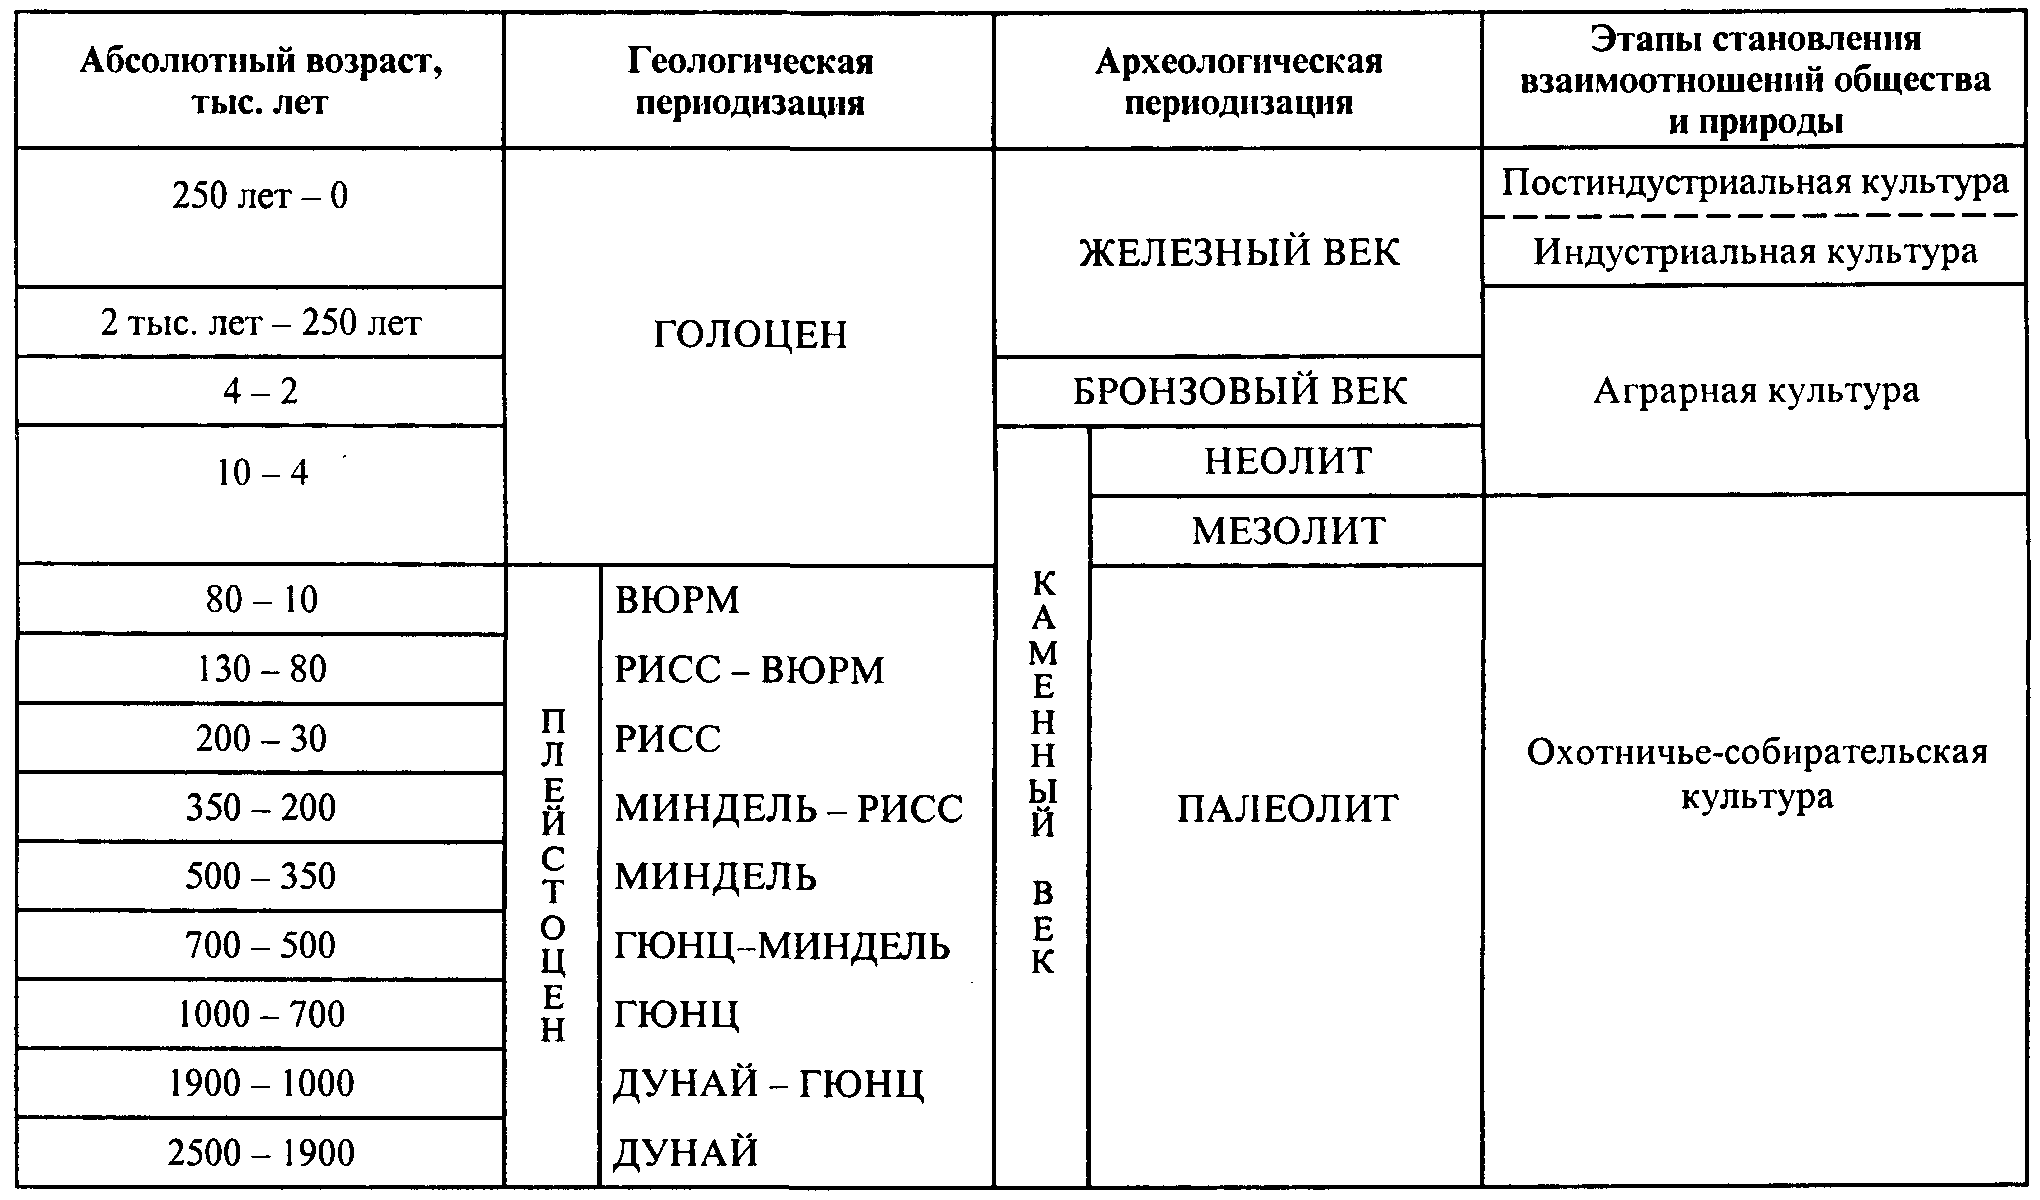 Абсолютный возраст,
тыс. лет
Геологическая
периодизация
Археологическая
периодизация
Этапы становления
взаимоотношений общества
и природы
250 лет – 0
2 тыс. лет – 250 лет
4 – 2
10 – 4
80 – 10
130 – 80
200 – 30
350 – 200
500 – 350
700 – 500
1000 – 700
1900 – 1000
2500 – 1900
ГОЛОЦЕН
ПЛЕЙСТОЦЕН
ВЮРМ
РИСС – ВЮРМ
РИСС
МИНДЕЛЬ – РИСС
МИНДЕЛЬ
ГЮНЦ–МИНДЕЛЬ
ГЮНЦ
ДУНАЙ – ГЮНЦ
ДУНАЙ
ЖЕЛЕЗНЫЙ ВЕК
БРОНЗОВЫЙ ВЕК
КАМЕННЫЙ ВЕК
НЕОЛИТ
МЕЗОЛИТ
ПАЛЕОЛИТ
Постиндустриальная культура
Индустриальная культура
Аграрная культура
Охотничье-собирательская
культура